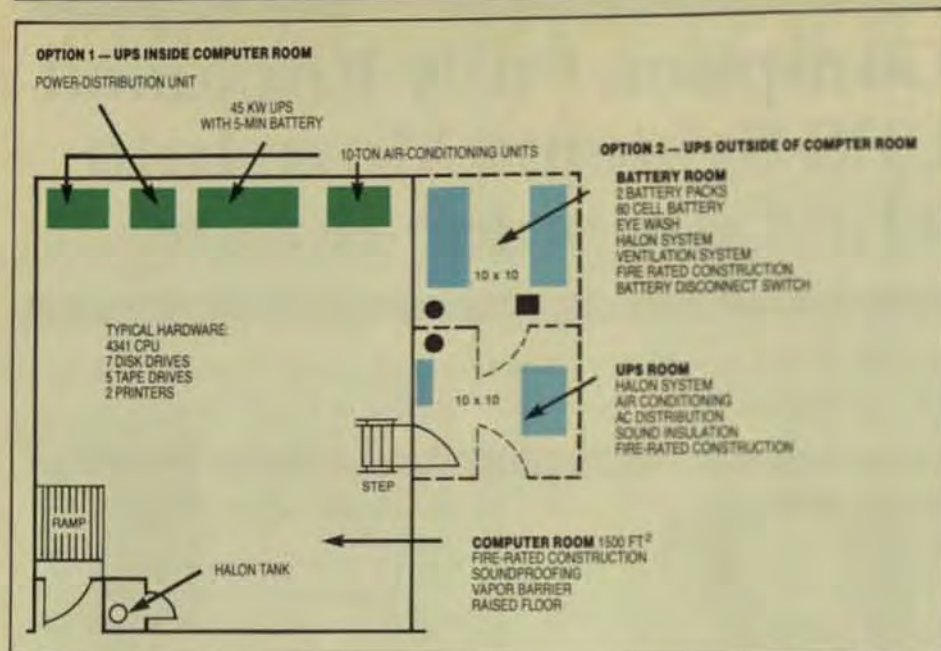 OPTION 1 — UPS INSIDE COMPUTER ROOM
POWER-DISTRIBUTION UNIT
45 KW UPS
WITH 5-MIN BATTERY
10-TON AIR-CONDITIONING UNITS
OPTION 2 — UPS OUTSIDE OF COMPTER ROOM
BATTERY ROOM
2 BATTERY PACKS
60 CELL BATTERY
EYE WASH
HALON SYSTEM
VENTILATION SYSTEM
FIRE RATED CONSTRUCTION
BATTERY DISCONNECT SWITCH
10 x 10
TYPICAL HARDWARE:
4341 CPU
7 DISK DRIVES
5 TAPE DRIVES
2 PRINTERS
UPS ROOM
HALON SYSTEM
AIR CONDITIONING
AC DISTRIBUTION
SOUND INSULATION
FIRE-RATED CONSTRUCTION
10 x 10
STEP
RAMP
HALON TANK
COMPUTER ROOM 1500 FT²
FIRE-RATED CONSTRUCTION
SOUNDPROOFING
VAPOR BARRIER
RAISED FLOOR